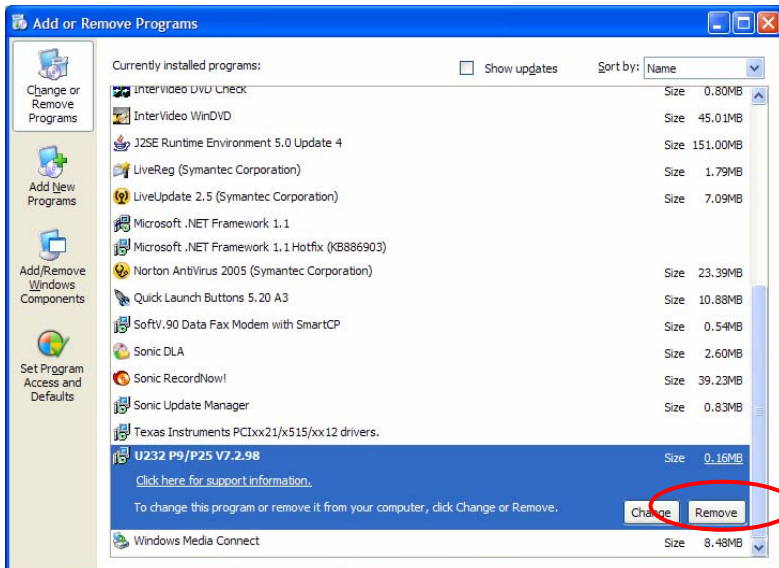 Add or Remove Programs
Change or
Remove
Programs
Add New
Programs
Add/Remove
Windows
Components
Set Program
Access and
Defaults
Currently installed programs:
Show updates
Sort by: Name
InterVideo DVD Check Size 0.80MB
InterVideo WinDVD Size 45.01MB
J2SE Runtime Environment 5.0 Update 4 Size 151.00MB
LiveReg (Symantec Corporation) Size 1.79MB
LiveUpdate 2.5 (Symantec Corporation) Size 7.09MB
Microsoft .NET Framework 1.1
Microsoft .NET Framework 1.1 Hotfix (KB886903)
Norton AntiVirus 2005 (Symantec Corporation) Size 23.39MB
Quick Launch Buttons 5.20 A3 Size 10.88MB
SoftV.90 Data Fax Modem with SmartCP Size 0.54MB
Sonic DLA Size 2.60MB
Sonic RecordNow! Size 39.23MB
Sonic Update Manager Size 0.83MB
Texas Instruments PCIxx21/x515/xx12 drivers.
U232 P9/P25 V7.2.98 Size 0.16MB
Click here for support information.
To change this program or remove it from your computer, click Change or Remove. Change Remove
Windows Media Connect Size 8.48MB